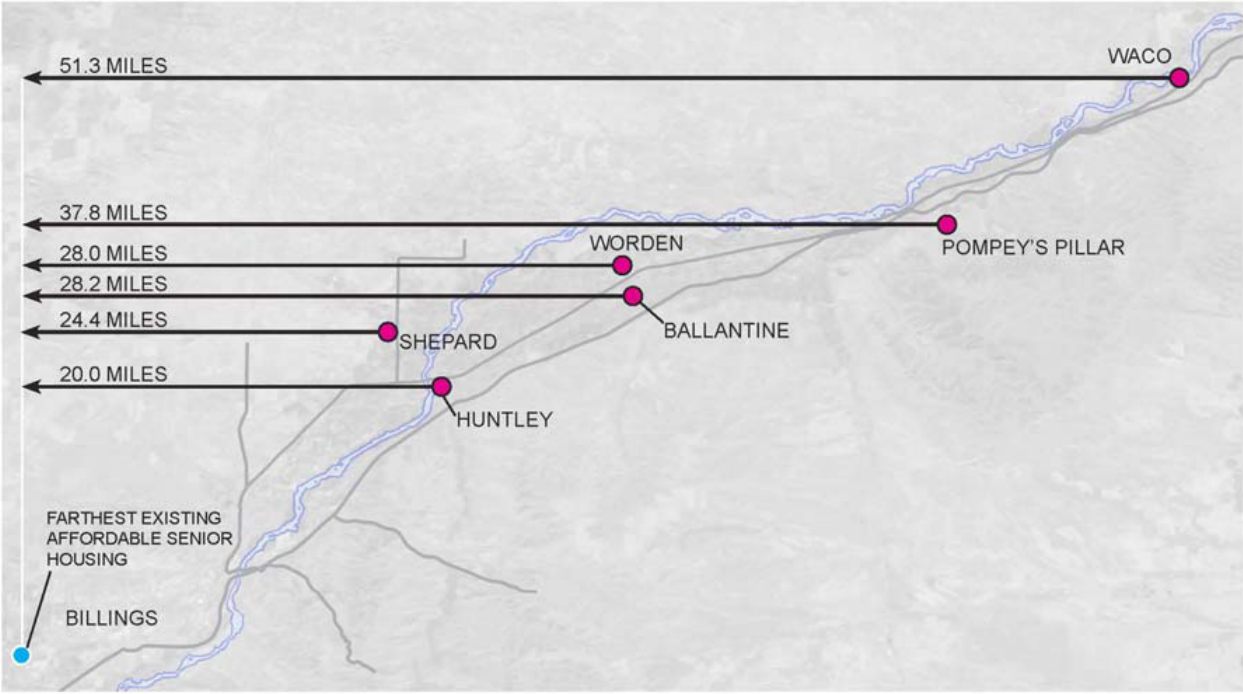 WACO
51.3 MILES
37.8 MILES
WORDEN
POMPEY'S PILLAR
28.0 MILES
28.2 MILES
BALLANTINE
24.4 MILES
SHEPARD
20.0 MILES
HUNTLEY
FARTHEST EXISTING
AFFORDABLE SENIOR
HOUSING
BILLINGS